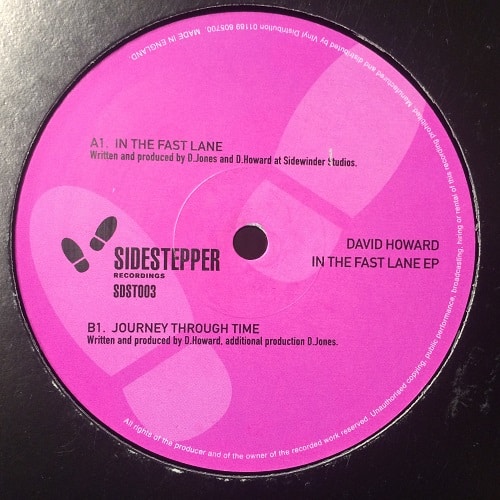 A1. IN THE FAST LANE
Written and produced by D.Jones and D.Howard at Sidewinder Studios.
SIDESTEPPER
RECORDINGS
SDST003
DAVID HOWARD
IN THE FAST LANE EP
B1. JOURNEY THROUGH TIME
Written and produced by D.Howard, additional production D.Jones.
All rights of the producer and of the owner of the recorded work reserved. Unauthorised copying, public performance, broadcasting, hiring or rental of this recording prohibited. Manufactured and distributed by Vinyl Distribution 01189 605700. MADE IN ENGLAND.